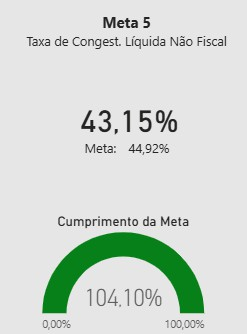 Meta 5
Taxa de Congest. Líquida Não Fiscal
43,15%
Meta: 44,92%
Cumprimento da Meta
104,10%
0,00% 100,00%